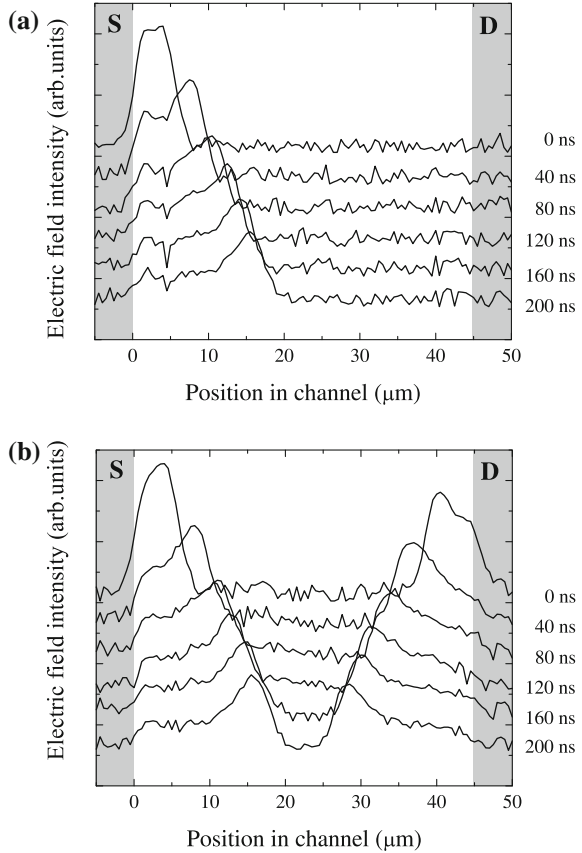 (a)
S
D
Electric field intensity (arb.units)
0 ns
40 ns
80 ns
120 ns
160 ns
200 ns
0 10 20 30 40 50
Position in channel (μm)
(b)
S
D
Electric field intensity (arb.units)
0 ns
40 ns
80 ns
120 ns
160 ns
200 ns
0 10 20 30 40 50
Position in channel (μm)